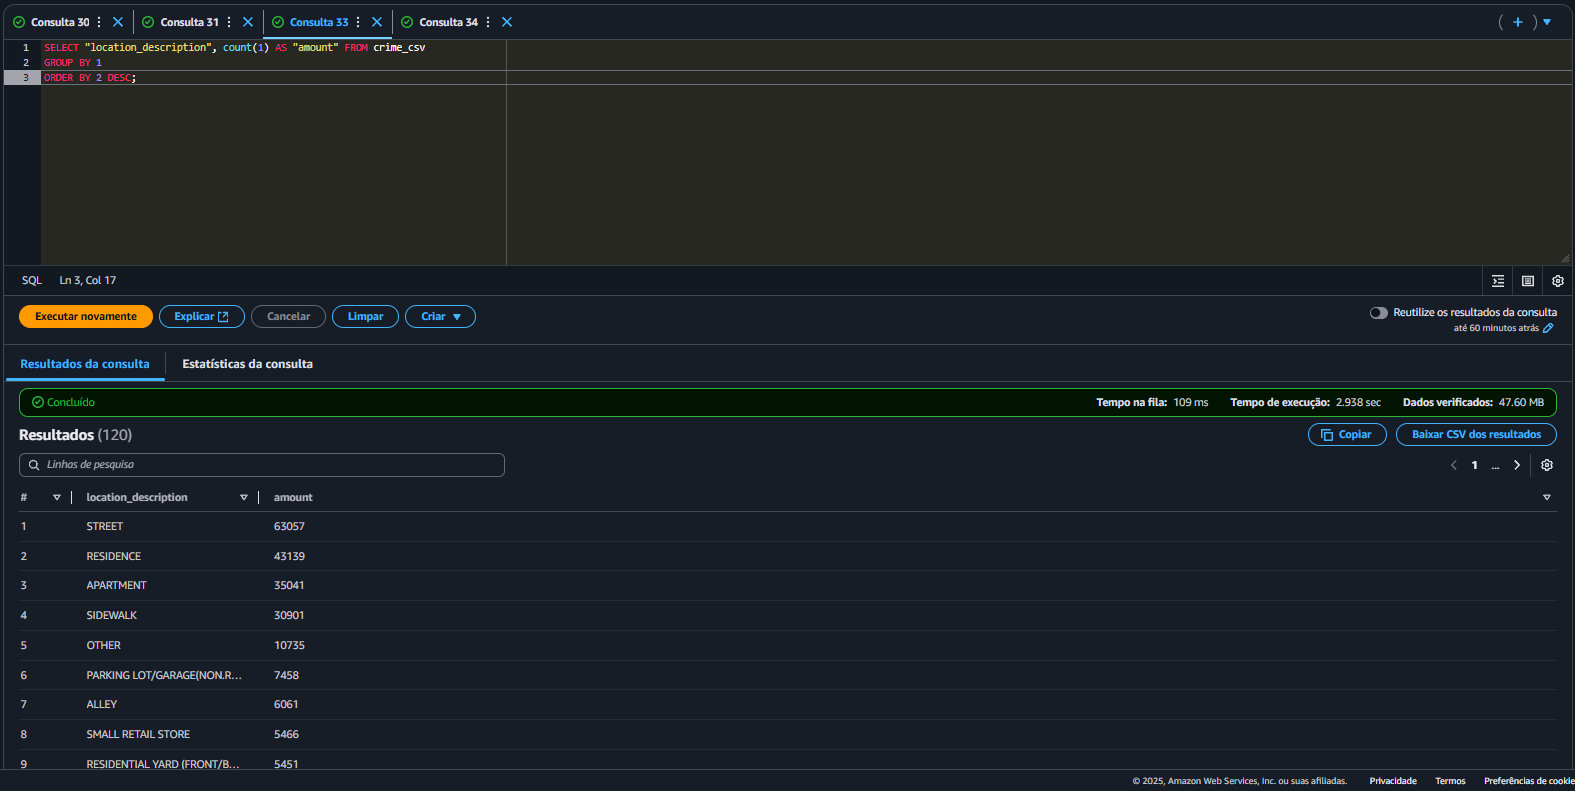 Consulta 30 Consulta 31 Consulta 33 Consulta 34
1 SELECT "location_description", count(1) AS "amount" FROM crime_csv
2 GROUP BY 1
3 ORDER BY 2 DESC;
SQL Ln 3, Col 17
Executar novamente Explicar Cancelar Limpar Criar
Reutilize os resultados da consulta
até 60 minutos atrás
Resultados da consulta Estatísticas da consulta
Concluído Tempo na fila: 109 ms Tempo de execução: 2.938 sec Dados verificados: 47.60 MB
Resultados (120) Copiar Baixar CSV dos resultados
Linhas de pesquisa 1 ...
# location_description amount
1 STREET 63057
2 RESIDENCE 43139
3 APARTMENT 35041
4 SIDEWALK 30901
5 OTHER 10735
6 PARKING LOT/GARAGE(NON.R... 7458
7 ALLEY 6061
8 SMALL RETAIL STORE 5466
9 RESIDENTIAL YARD (FRONT/B... 5451
© 2025, Amazon Web Services, Inc. ou suas afiliadas. Privacidade Termos Preferências de cookie